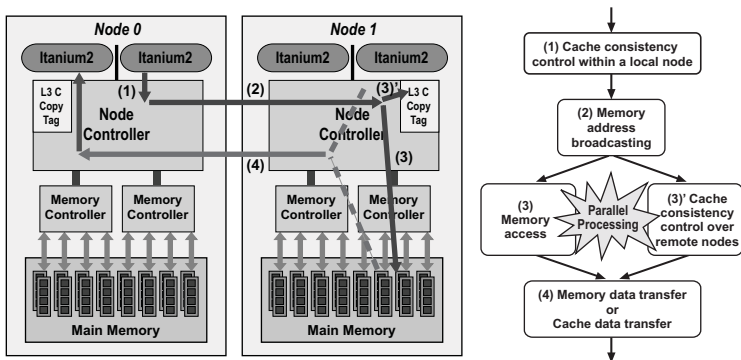 Node 0
Itanium2
Itanium2
L3 C
Copy
Tag
(1)
Node
Controller
Memory
Controller
Memory
Controller
Main Memory
(2)
(4)
Node 1
Itanium2
Itanium2
(3)'
L3 C
Copy
Tag
Node
Controller
(3)
Memory
Controller
Memory
Controller
Main Memory
(1) Cache consistency
control within a local node
(2) Memory
address
broadcasting
(3)
Memory
access
Parallel
Processing
(3)' Cache
consistency
control over
remote nodes
(4) Memory data transfer
or
Cache data transfer